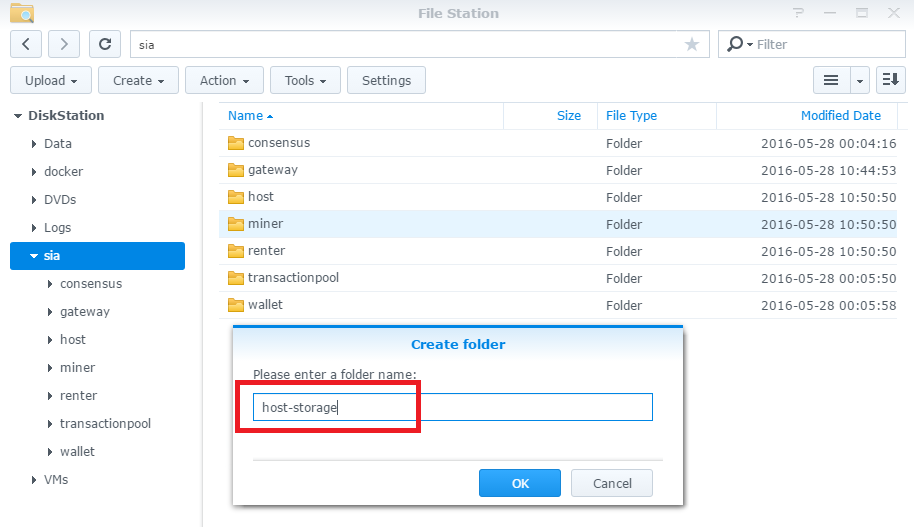 File Station
sia
Filter
Upload Create Action Tools Settings
DiskStation
Data
docker
DVDs
Logs
sia
consensus
gateway
host
miner
renter
transactionpool
wallet
VMs
Name Size File Type Modified Date
consensus Folder 2016-05-28 00:04:16
gateway Folder 2016-05-28 10:44:53
host Folder 2016-05-28 10:50:50
miner Folder 2016-05-28 10:50:50
renter Folder 2016-05-28 10:50:50
transactionpool Folder 2016-05-28 00:05:50
wallet Folder 2016-05-28 00:05:58
Create folder
Please enter a folder name:
host-storage
OK Cancel